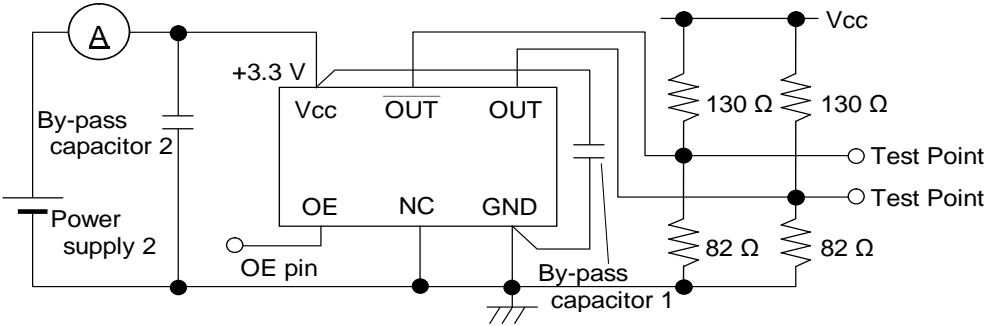 A
Vcc
+3.3 V
Vcc
OUT
OUT
130 Ω
130 Ω
By-pass
capacitor 2
Test Point
Test Point
OE
NC
GND
Power
supply 2
82 Ω
82 Ω
OE pin
By-pass
capacitor 1